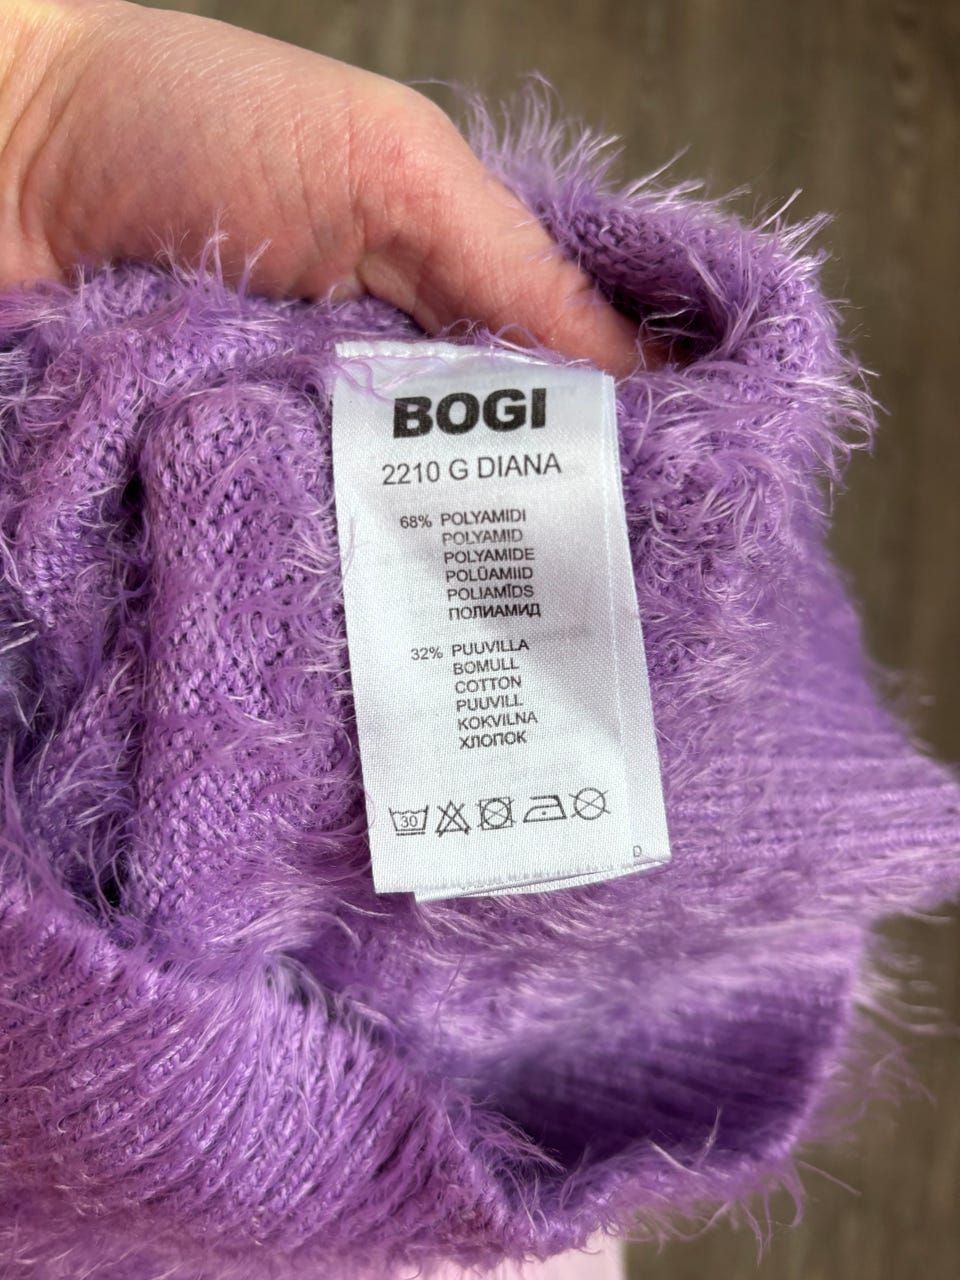 BOGI
2210 G DIANA
68% POLYAMIDI
POLYAMID
POLYAMIDE
POLÜAMIID
POLIAMĪDS
ПОЛИАМИД
32% PUUVILLA
BOMULL
COTTON
PUUVILL
KOKVILNA
ХЛОПОК
30
D